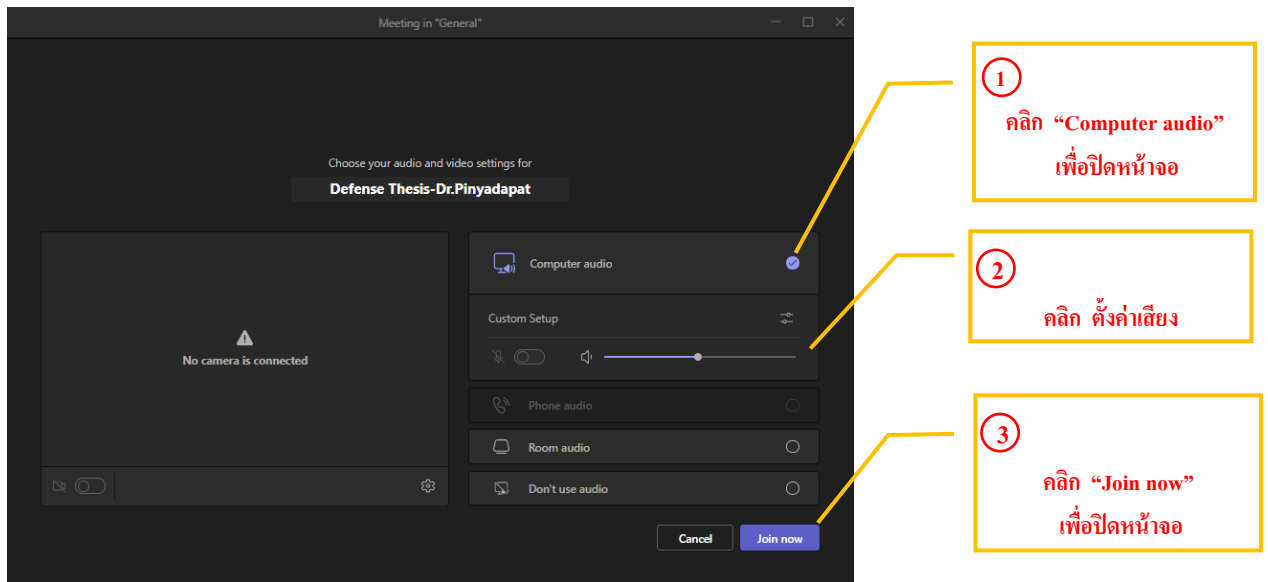 Meeting in "General"
Choose your audio and video settings for
Defense Thesis-Dr.Pinyadapat
No camera is connected
Computer audio
Custom Setup
Phone audio
Room audio
Don't use audio
Cancel
Join now
1
คลิก “Computer audio”
เพื่อปิดหน้าจอ
2
คลิก ตั้งค่าเสียง
3
คลิก “Join now”
เพื่อปิดหน้าจอ